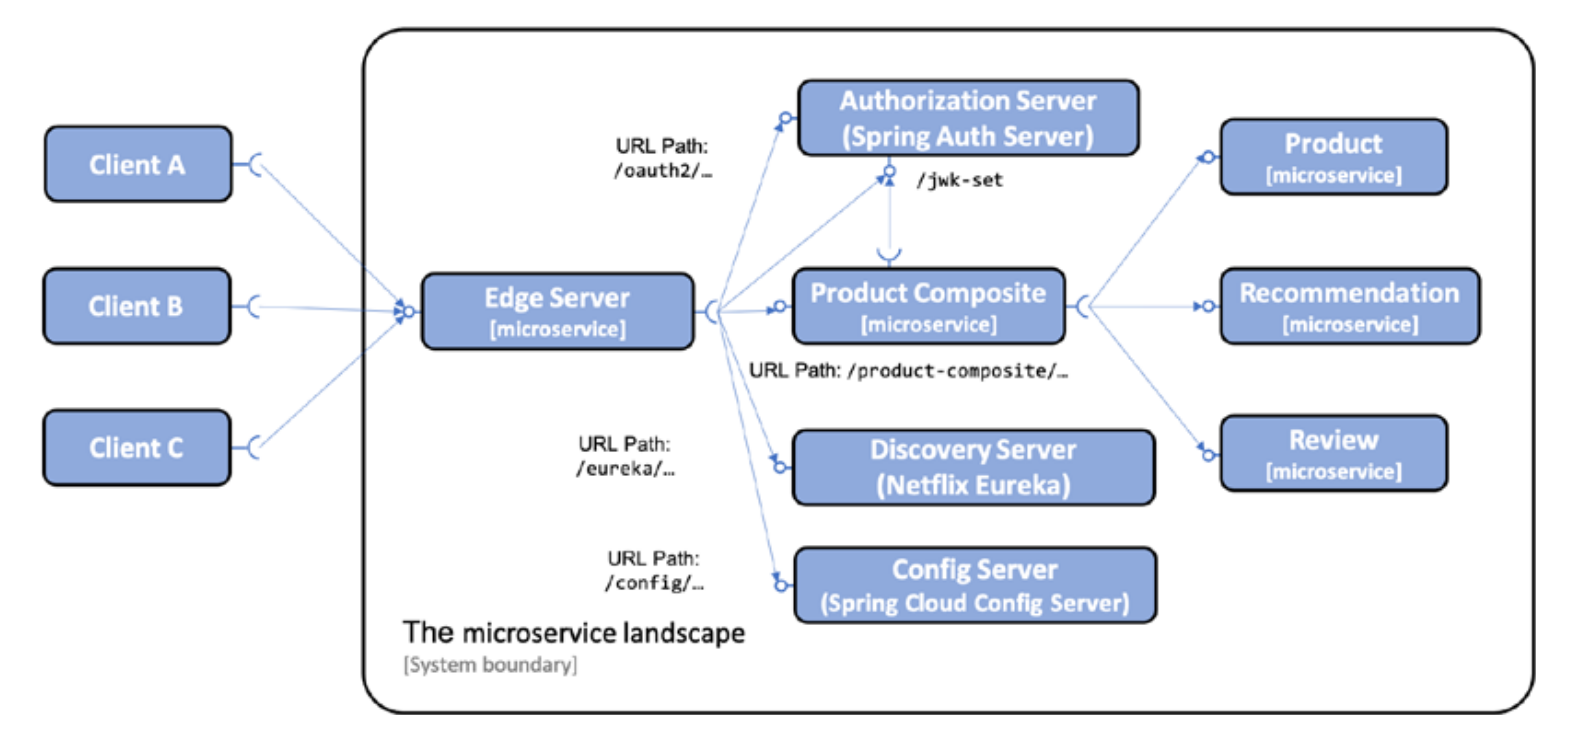 Client A
Client B
Client C
Edge Server
[microservice]
URL Path:
/oauth2/…
Authorization Server
(Spring Auth Server)
/jwk-set
Product Composite
[microservice]
URL Path: /product-composite/…
URL Path:
/eureka/…
Discovery Server
(Netflix Eureka)
URL Path:
/config/…
Config Server
(Spring Cloud Config Server)
Product
[microservice]
Recommendation
[microservice]
Review
[microservice]
The microservice landscape
[System boundary]